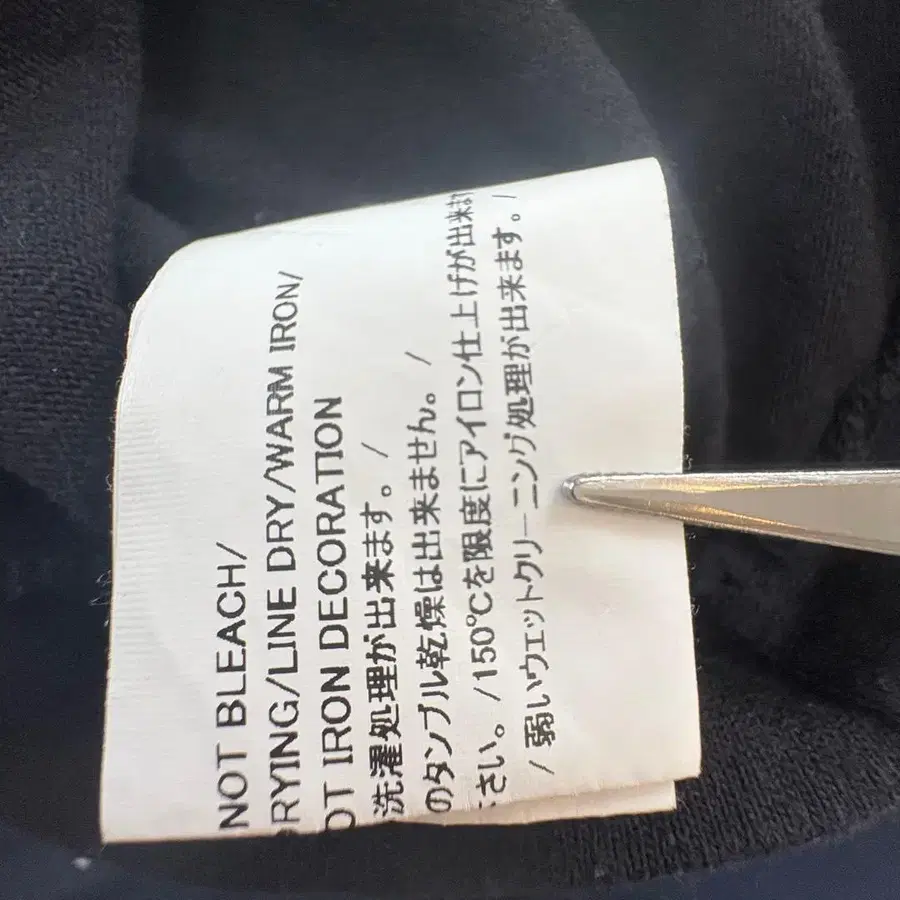 NOT BLEACH/
RYING/LINE DRY/WARM IRON/
OT IRON DECORATION
洗濯処理が出来ます。 /
のタンブル乾燥は出来ません。 /
さい。 /150℃を限度にアイロン仕上げが出来ま
/ 弱いウェットクリーニング処理が出来ます。 /